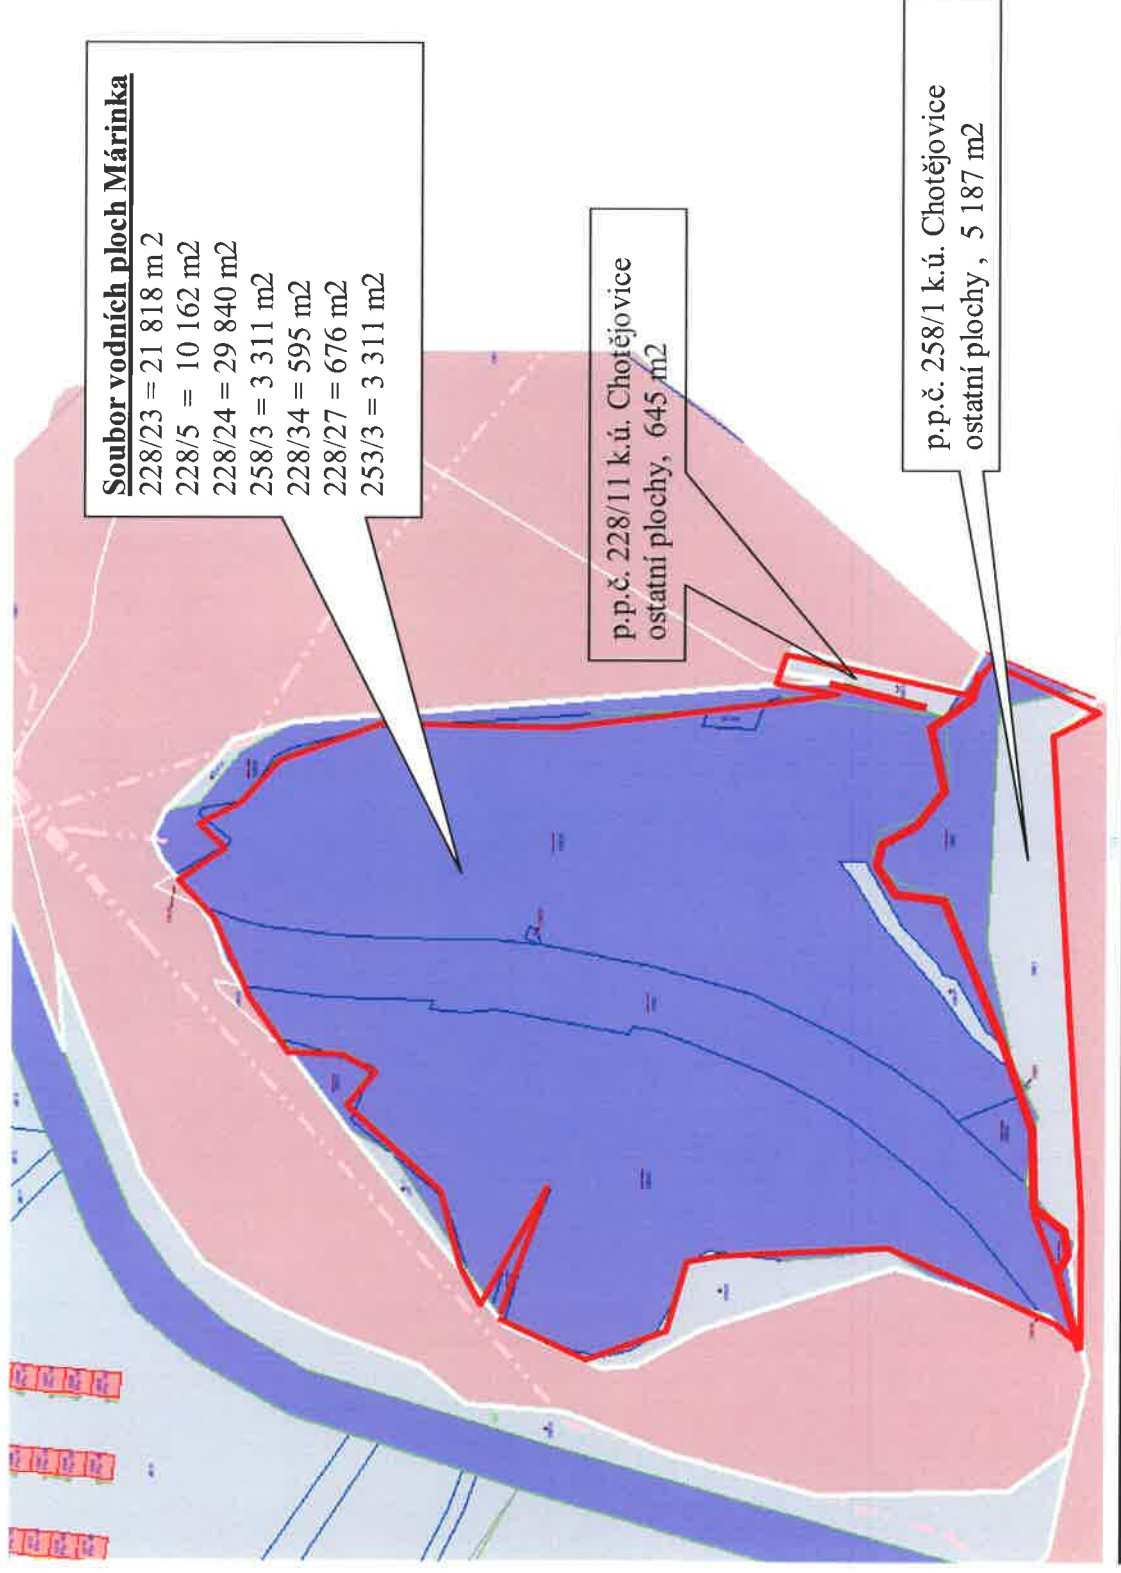 Soubor vodních ploch Márinka
228/23 = 21 818 m 2
228/5 = 10 162 m2
228/24 = 29 840 m2
258/3 = 3 311 m2
228/34 = 595 m2
228/27 = 676 m2
253/3 = 3 311 m2
p.p.č. 228/11 k.ú. Chotějovice
ostatní plochy, 645 m2
p.p.č. 258/1 k.ú. Chotějovice
ostatní plochy , 5 187 m2